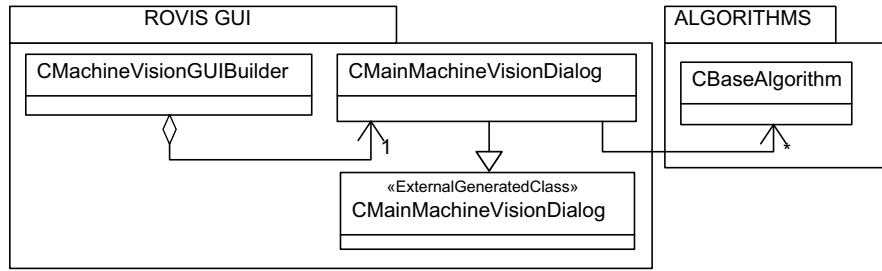 ROVIS GUI
ALGORITHMS
CMachineVisionGUIBuilder
CMainMachineVisionDialog
CBaseAlgorithm
1
*
«ExternalGeneratedClass»
CMainMachineVisionDialog